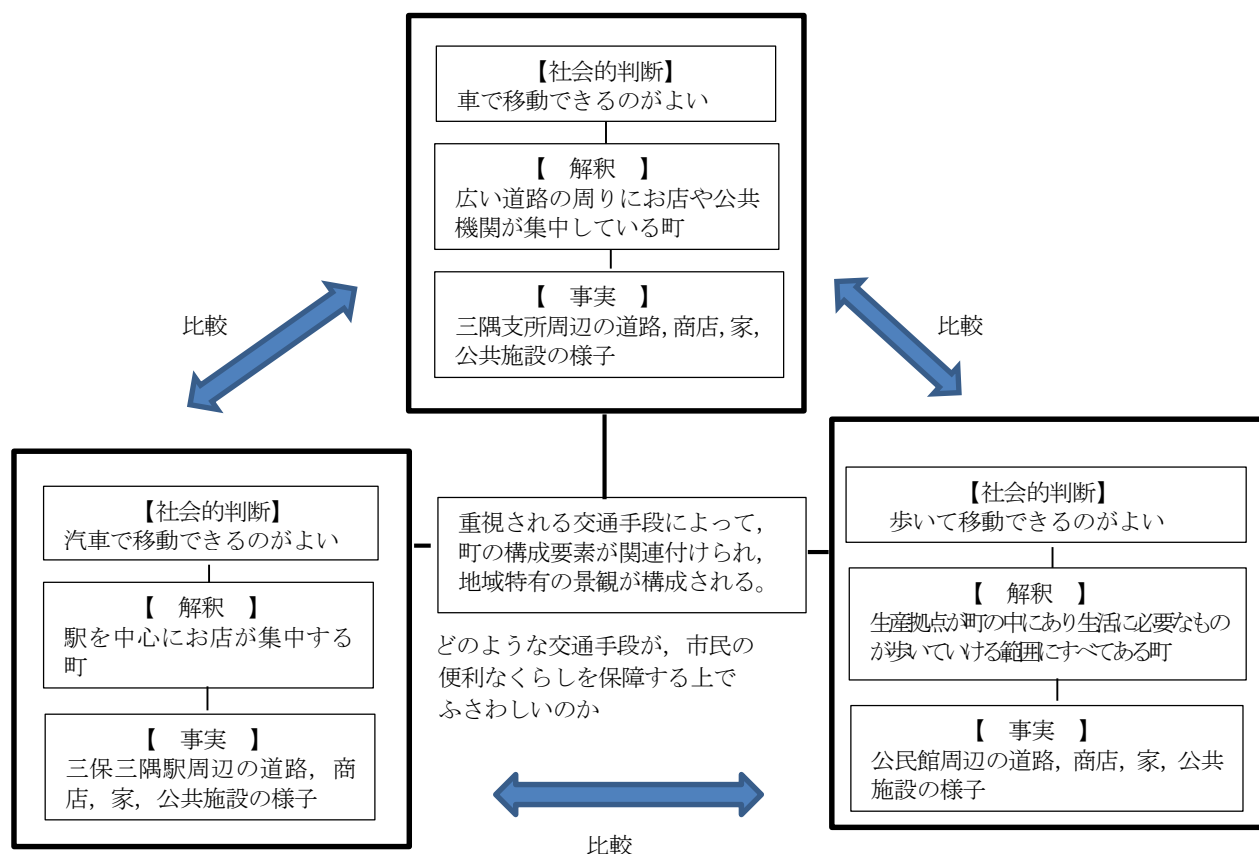 【社会的判断】
車で移動できるのがよい
【　解釈　】
広い道路の周りにお店や公共
機関が集中している町
【　事実　】
三隅支所周辺の道路，商店，家，
公共施設の様子
比較
比較
【社会的判断】
汽車で移動できるのがよい
【　解釈　】
駅を中心にお店が集中する
町
【　事実　】
三保三隅駅周辺の道路，商
店，家，公共施設の様子
重視される交通手段によって，
町の構成要素が関連付けられ，
地域特有の景観が構成される。
どのような交通手段が，市民の
便利なくらしを保障する上で
ふさわしいのか
【社会的判断】
歩いて移動できるのがよい
【　解釈　】
生産拠点が町の中にあり生活に必要なもの
が歩いていける範囲にすべてある町
【　事実　】
公民館周辺の道路，商店，家，公共
施設の様子
比較